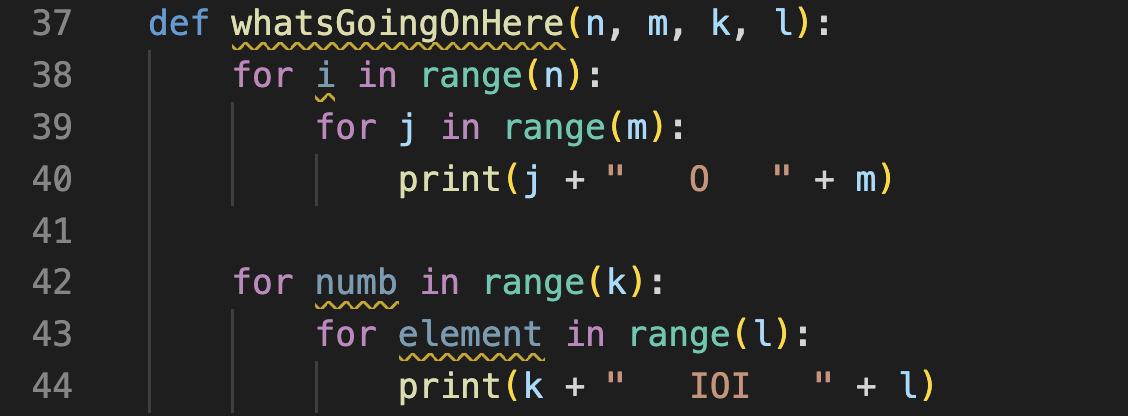 37 def whatsGoingOnHere(n, m, k, l):
38     for i in range(n):
39         for j in range(m):
40             print(j + "   O   " + m)
41
42     for numb in range(k):
43         for element in range(l):
44             print(k + "   IOI   " + l)